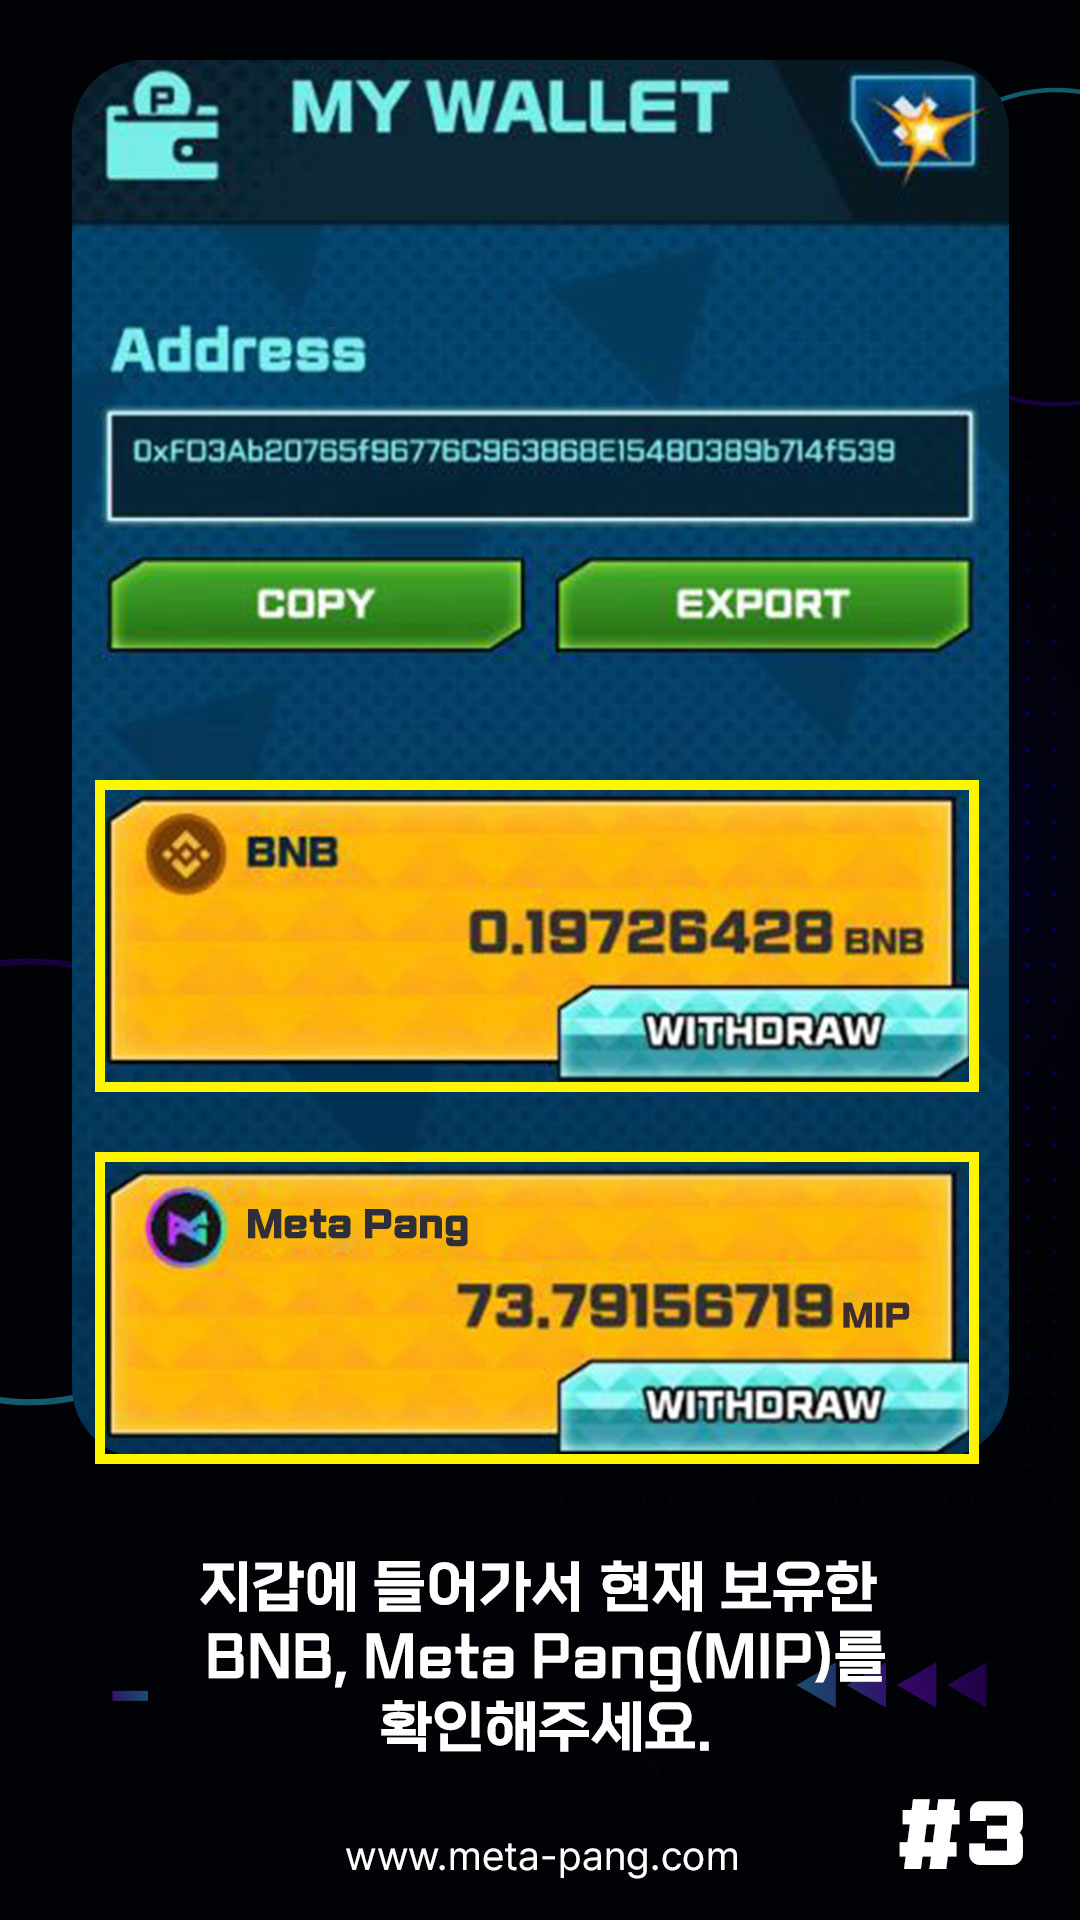 MY WALLET
Address
0xFD3Ab20765f96776C963868E15480389b714f539
COPY
EXPORT
BNB
0.19726428 BNB
WITHDRAW
Meta Pang
73.79156719 MIP
WITHDRAW
지갑에 들어가서 현재 보유한
BNB, Meta Pang(MIP)를
확인해주세요.
#3
www.meta-pang.com